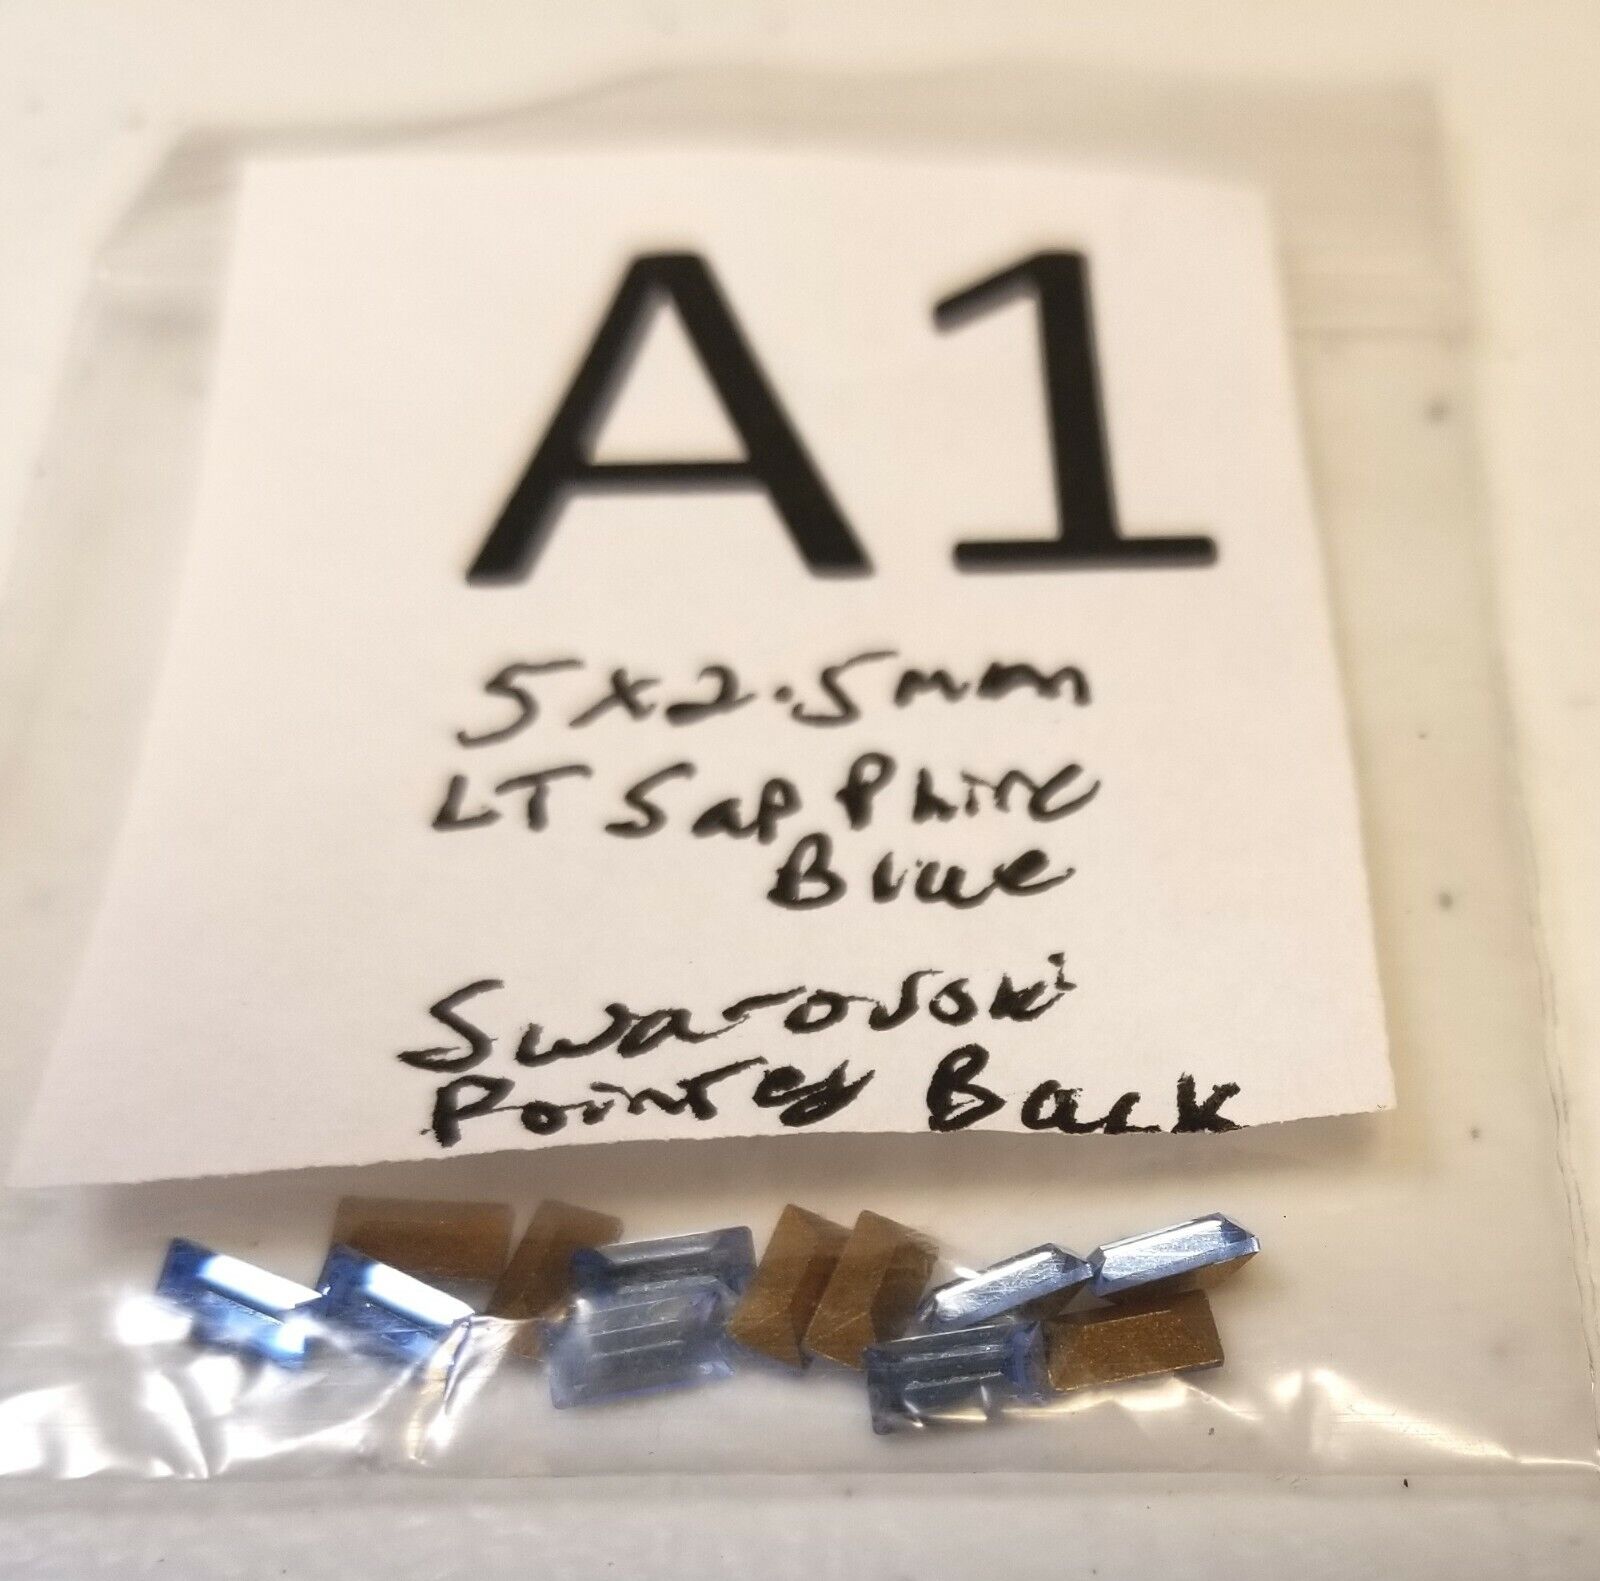 A1
5x2.5mm
LT Sapphire
Blue
Swarovski
Pointed Back